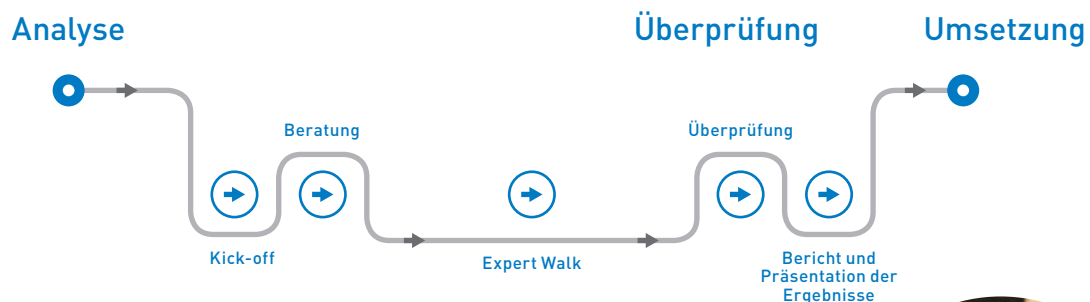 Analyse
Überprüfung
Umsetzung
Beratung
Überprüfung
Kick-off
Expert Walk
Bericht und
Präsentation der
Ergebnisse